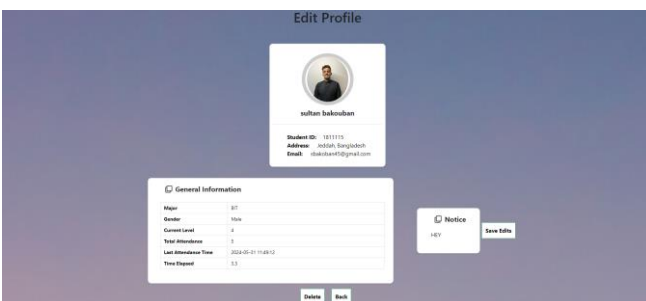 Edit Profile
sultan bakouban
Student ID: 1811115
Address: Jeddah, Bangladesh
Email:
General Information
Major BIT
Gender Male
Current Level 4
Total Attendance 5
Last Attendance Time 2024-05-31 11:49:12
Time Elapsed 3.3
Notice
HEY
Save Edits
Delete Back